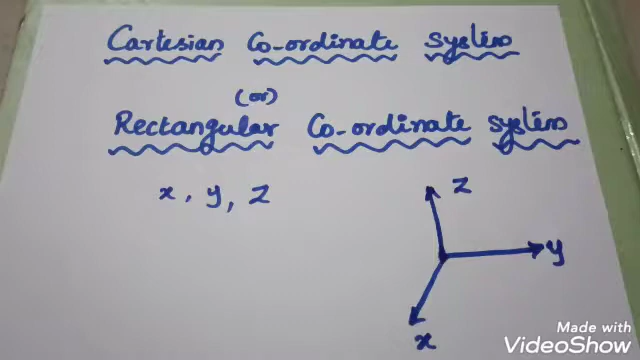 Cartesian Co-ordinate System
(or)
Rectangular Co-ordinate System
x, y, z
z
y
x
Made with
VideoShow